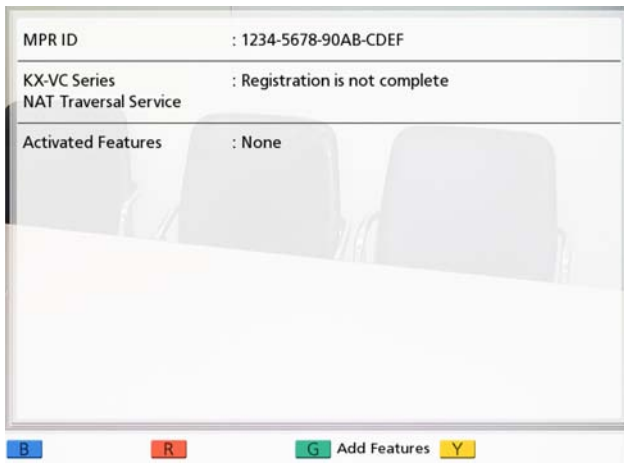 MPR ID : 1234-5678-90AB-CDEF
KX-VC Series : Registration is not complete
NAT Traversal Service
Activated Features : None
B R G Add Features Y